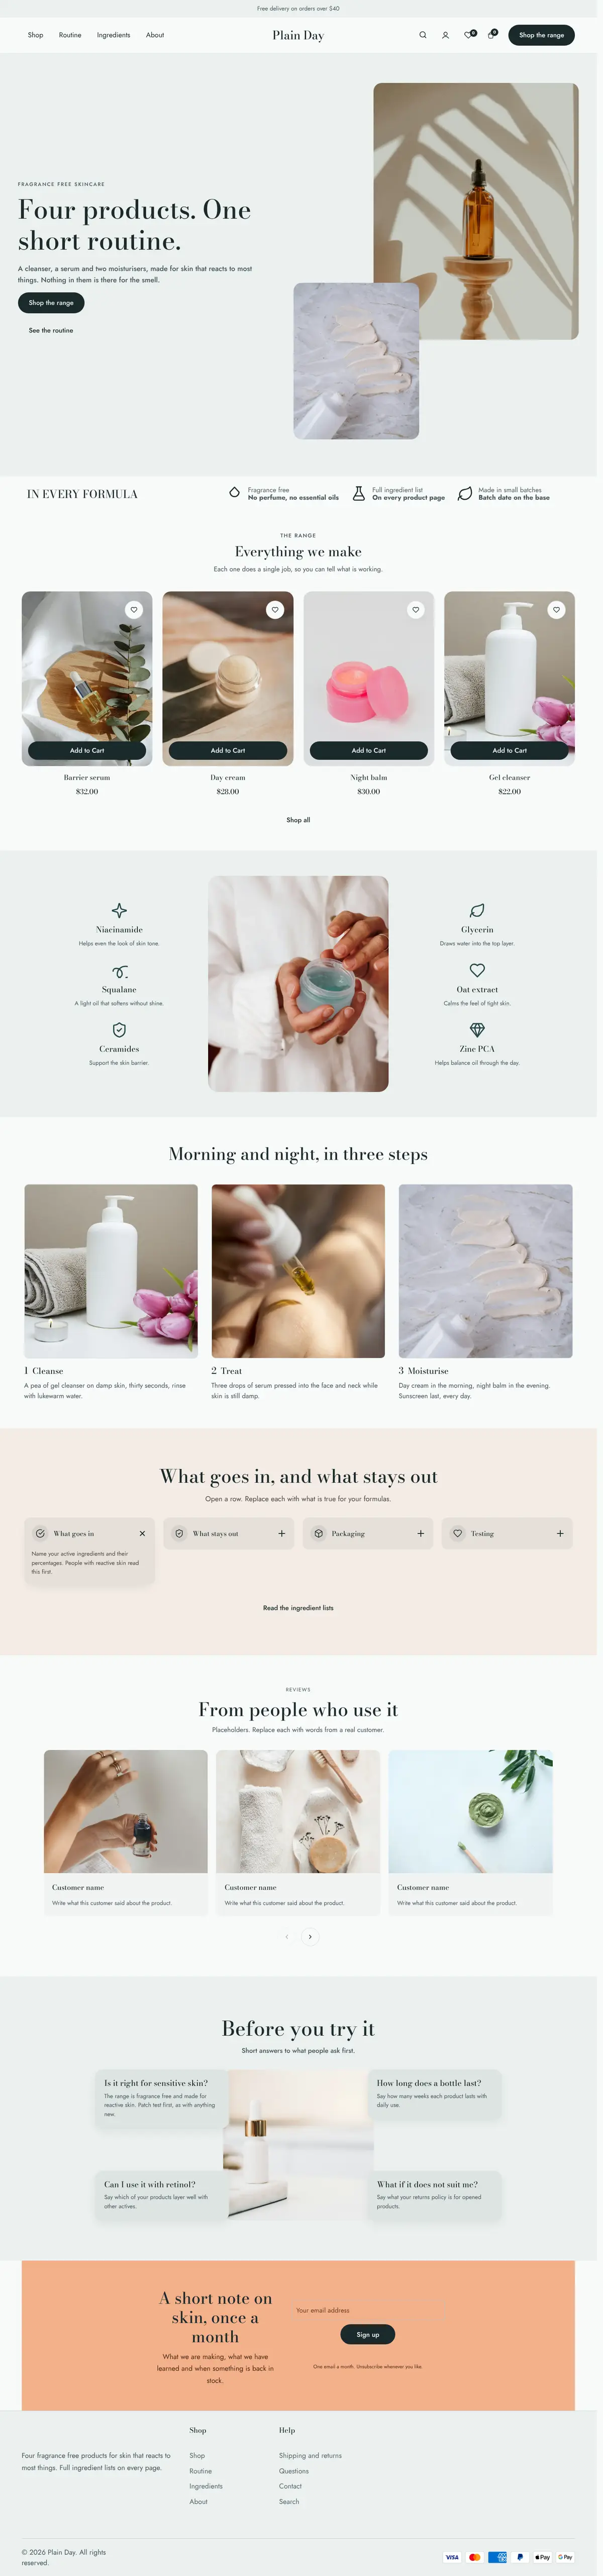 Free delivery on orders over $40
Shop
Routine
Ingredients
About
Plain Day
0
0
Shop the range
FRAGRANCE FREE SKINCARE
Four products. One
short routine.
A cleanser, a serum and two moisturisers, made for skin that reacts to most
things. Nothing in them is there for the smell.
Shop the range
See the routine
IN EVERY FORMULA
Fragrance free
No perfume, no essential oils
Full ingredient list
On every product page
Made in small batches
Batch date on the base
THE RANGE
Everything we make
Each one does a single job, so you can tell what is working.
Add to Cart
Add to Cart
Add to Cart
Add to Cart
Barrier serum
Day cream
Night balm
Gel cleanser
$32.00
$28.00
$30.00
$22.00
Shop all
Niacinamide
Helps even the look of skin tone.
Squalane
A light oil that softens without shine.
Ceramides
Support the skin barrier.
Glycerin
Draws water into the top layer.
Oat extract
Calms the feel of tight skin.
Zinc PCA
Helps balance oil through the day.
Morning and night, in three steps
1 Cleanse
A pea of gel cleanser on damp skin, thirty seconds, rinse
with lukewarm water.
2 Treat
Three drops of serum pressed into the face and neck while
skin is still damp.
3 Moisturise
Day cream in the morning, night balm in the evening.
Sunscreen last, every day.
What goes in, and what stays out
Open a row. Replace each with what is true for your formulas.
What goes in
Name your active ingredients and their
percentages. People with reactive skin read
this first.
What stays out
Packaging
Testing
Read the ingredient lists
REVIEWS
From people who use it
Placeholders. Replace each with words from a real customer.
Customer name
Write what this customer said about the product.
Customer name
Write what this customer said about the product.
Customer name
Write what this customer said about the product.
Before you try it
Short answers to what people ask first.
Is it right for sensitive skin?
The range is fragrance free and made for
reactive skin. Patch test first, as with anything
new.
How long does a bottle last?
Say how many weeks each product lasts with
daily use.
Can I use it with retinol?
Say which of your products layer well with
other actives.
What if it does not suit me?
Say what your returns policy is for opened
products.
A short note on
skin, once a
month
What we are making, what we have
learned and when something is back in
stock.
Your email address
Sign up
One email a month. Unsubscribe whenever you like.
Four fragrance free products for skin that reacts to
most things. Full ingredient lists on every page.
Shop
Shop
Routine
Ingredients
About
Help
Shipping and returns
Questions
Contact
Search
© 2026 Plain Day. All rights
reserved.
VISA
Pay
G Pay